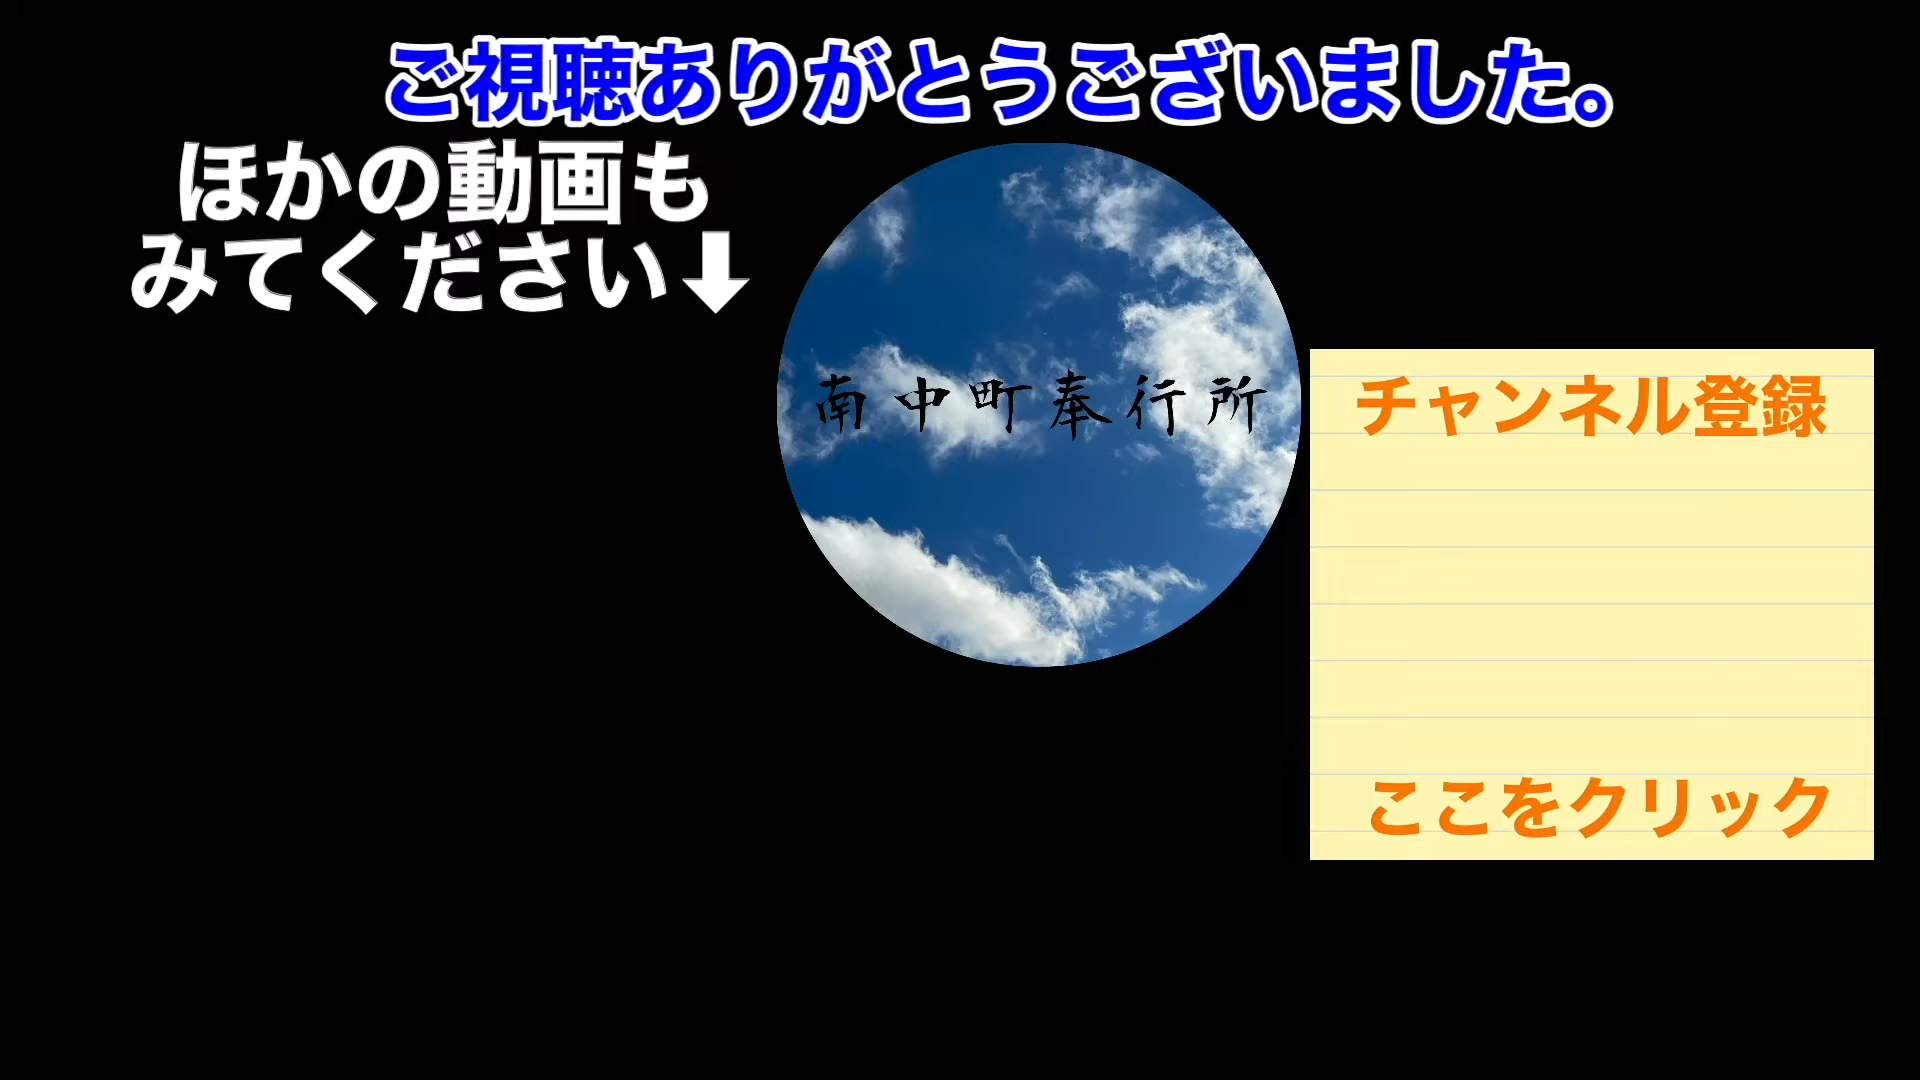 ご視聴ありがとうございました。
ほかの動画も
みてください⬇
南中町奉行所
チャンネル登録
ここをクリック